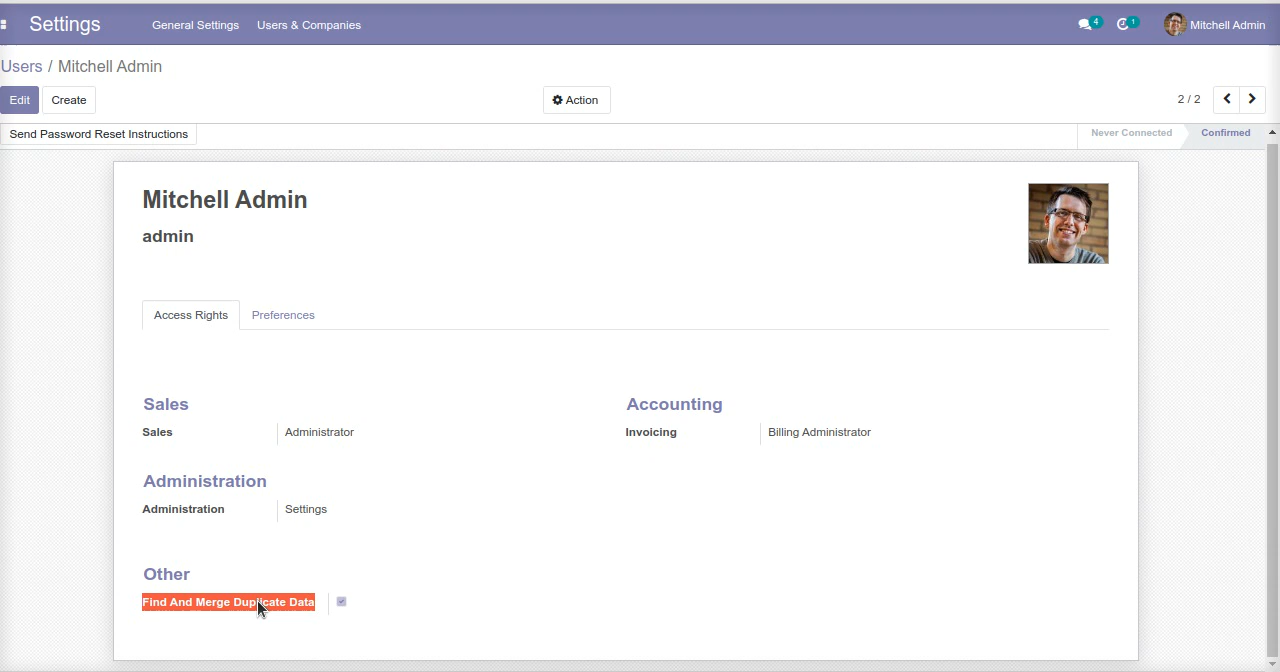 Settings General Settings Users & Companies 4 1 Mitchell Admin
Users / Mitchell Admin
Edit Create Action 2 / 2
Send Password Reset Instructions Never Connected Confirmed
Mitchell Admin
admin
Access Rights Preferences
Sales Accounting
Sales Administrator Invoicing Billing Administrator
Administration
Administration Settings
Other
Find And Merge Duplicate Data